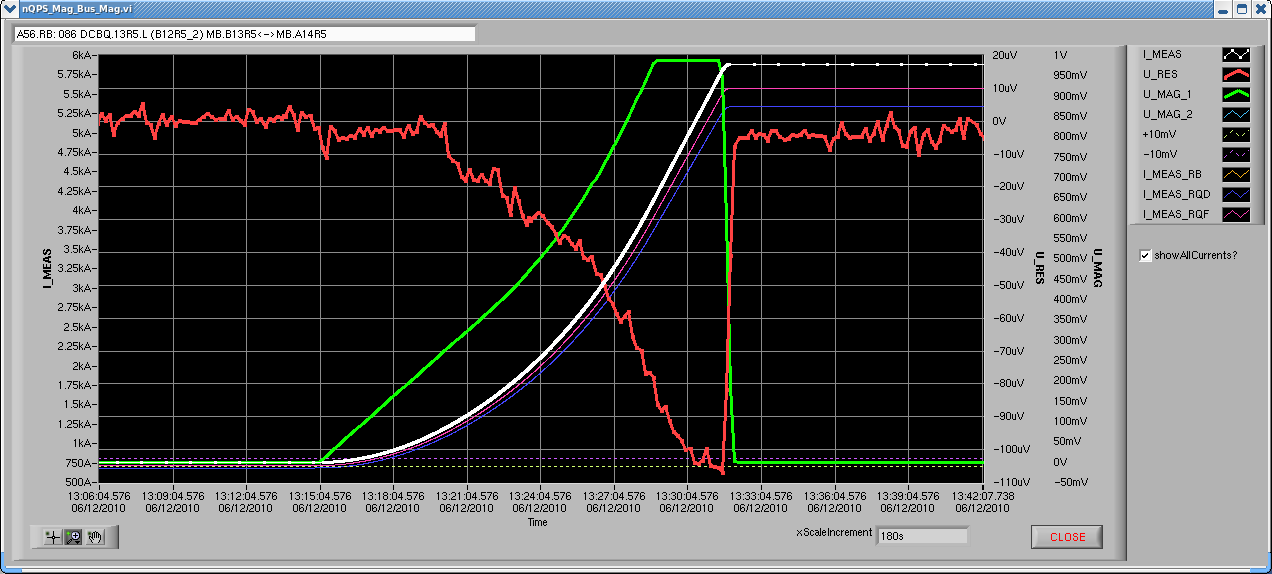 nQPS_Mag_Bus_Mag.vi
A56.RB: 086 DCBQ.13R5.L (B12R5_2) MB.B13R5<->MB.A14R5
6kA
5.75kA
5.5kA
5.25kA
5kA
4.75kA
4.5kA
4.25kA
4kA
3.75kA
3.5kA
3.25kA
3kA
2.75kA
2.5kA
2.25kA
2kA
1.75kA
1.5kA
1.25kA
1kA
750A
500A
I_MEAS
20uV
10uV
0V
-10uV
-20uV
-30uV
-40uV
-50uV
-60uV
-70uV
-80uV
-90uV
-100uV
-110uV
U_RES
1V
950mV
900mV
850mV
800mV
750mV
700mV
650mV
600mV
550mV
500mV
450mV
400mV
350mV
300mV
250mV
200mV
150mV
100mV
50mV
0V
-50mV
U_MAG
13:06:04.576 13:09:04.576 13:12:04.576 13:15:04.576 13:18:04.576 13:21:04.576 13:24:04.576 13:27:04.576 13:30:04.576 13:33:04.576 13:36:04.576 13:39:04.576 13:42:07.738
06/12/2010 06/12/2010 06/12/2010 06/12/2010 06/12/2010 06/12/2010 06/12/2010 06/12/2010 06/12/2010 06/12/2010 06/12/2010 06/12/2010 06/12/2010
Time
I_MEAS
U_RES
U_MAG_1
U_MAG_2
+10mV
-10mV
I_MEAS_RB
I_MEAS_RQD
I_MEAS_RQF
showAllCurrents?
xScaleIncrement 180s
CLOSE